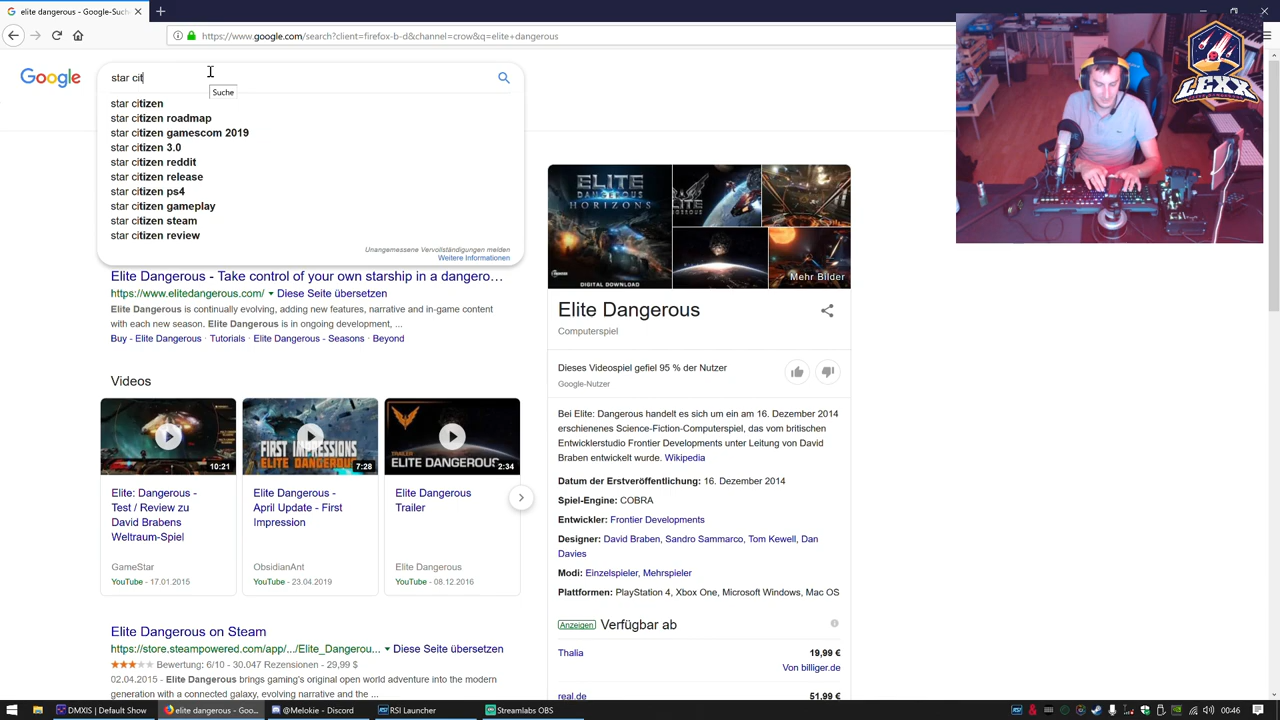 elite dangerous - Google-Suche
https://www.google.com/search?client=firefox-b-d&channel=crow&q=elite+dangerous
Google
star cit
Suche
star citizen
star citizen roadmap
star citizen gamescom 2019
star citizen 3.0
star citizen reddit
star citizen release
star citizen ps4
star citizen gameplay
star citizen steam
star citizen review
Unangemessene Vervollständigungen melden
Weitere Informationen
Elite Dangerous - Take control of your own starship in a dangero…
https://www.elitedangerous.com/ Diese Seite übersetzen
Elite Dangerous is continually evolving, adding new features, narrative and in-game content
with each new season. Elite Dangerous is in ongoing development, ...
Buy - Elite Dangerous · Tutorials · Elite Dangerous - Seasons · Beyond
Videos
10:21
FIRST IMPRESSIONS
ELITE DANGEROUS
7:28
TRAILER
ELITE DANGEROUS
2:34
Elite: Dangerous -
Test / Review zu
David Brabens
Weltraum-Spiel
GameStar
YouTube - 17.01.2015
Elite Dangerous -
April Update - First
Impression
ObsidianAnt
YouTube - 23.04.2019
Elite Dangerous
Trailer
Elite Dangerous
YouTube - 08.12.2016
Elite Dangerous on Steam
https://store.steampowered.com/app/.../Elite_Dangerou... Diese Seite übersetzen
Bewertung: 6/10 - 30.047 Rezensionen - 29,99 $
02.04.2015 - Elite Dangerous brings gaming's original open world adventure into the modern
generation with a connected galaxy, evolving narrative and the ...
ELITE
DANGEROUS
HORIZONS
DIGITAL DOWNLOAD
Mehr Bilder
Elite Dangerous
Computerspiel
Dieses Videospiel gefiel 95 % der Nutzer
Google-Nutzer
Bei Elite: Dangerous handelt es sich um ein am 16. Dezember 2014
erschienenes Science-Fiction-Computerspiel, das vom britischen
Entwicklerstudio Frontier Developments unter Leitung von David
Braben entwickelt wurde. Wikipedia
Datum der Erstveröffentlichung: 16. Dezember 2014
Spiel-Engine: COBRA
Entwickler: Frontier Developments
Designer: David Braben, Sandro Sammarco, Tom Kewell, Dan
Davies
Modi: Einzelspieler, Mehrspieler
Plattformen: PlayStation 4, Xbox One, Microsoft Windows, Mac OS
Anzeigen Verfügbar ab
Thalia 19,99 €
Von billiger.de
real.de 51,99 €
LEXX
DMXIS | Default Show
elite dangerous - Goo...
@Melokie - Discord
RSI Launcher
Streamlabs OBS
00:46